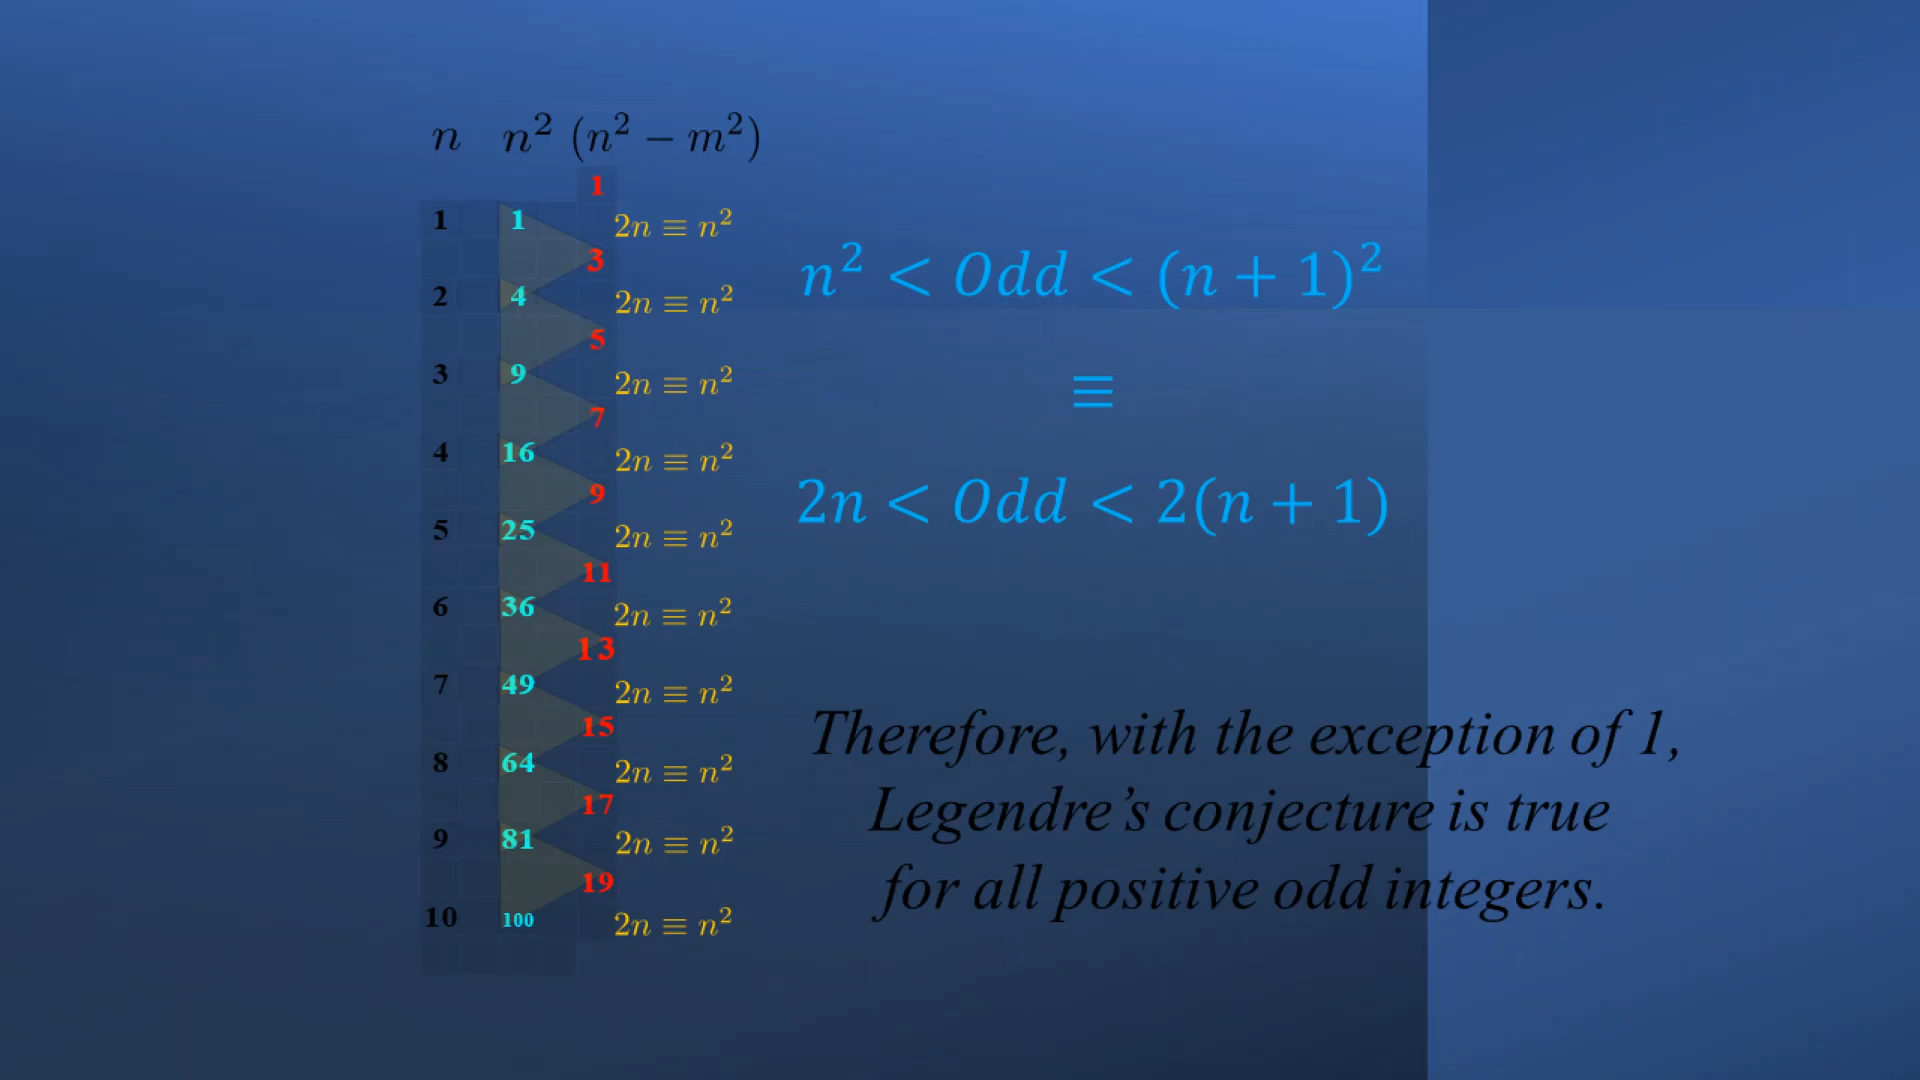 n n² (n² − m²)
1
1 1 2n ≡ n²
3
2 4 2n ≡ n²
5
3 9 2n ≡ n²
7
4 16 2n ≡ n²
9
5 25 2n ≡ n²
11
6 36 2n ≡ n²
13
7 49 2n ≡ n²
15
8 64 2n ≡ n²
17
9 81 2n ≡ n²
19
10 100 2n ≡ n²
n² < Odd < (n + 1)²
≡
2n < Odd < 2(n + 1)
Therefore, with the exception of 1,
Legendre’s conjecture is true
for all positive odd integers.